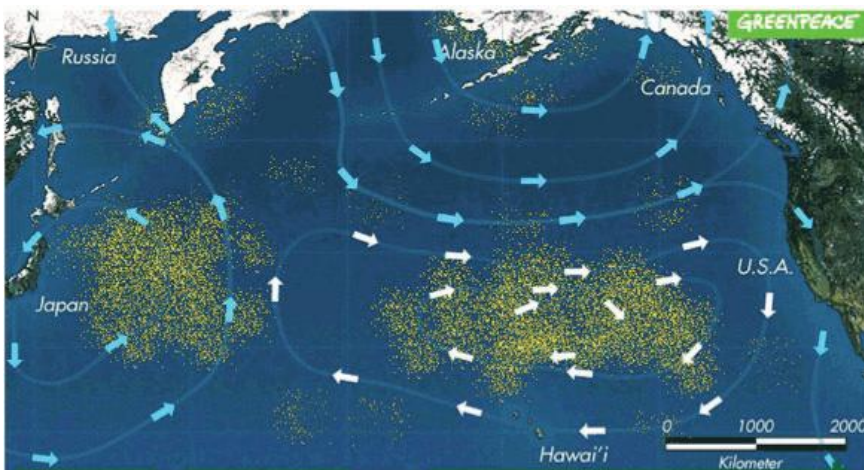 GREENPEACE
N
Russia
Alaska
Canada
Japan
U.S.A.
Hawai'i
0 1000 2000
Kilometer